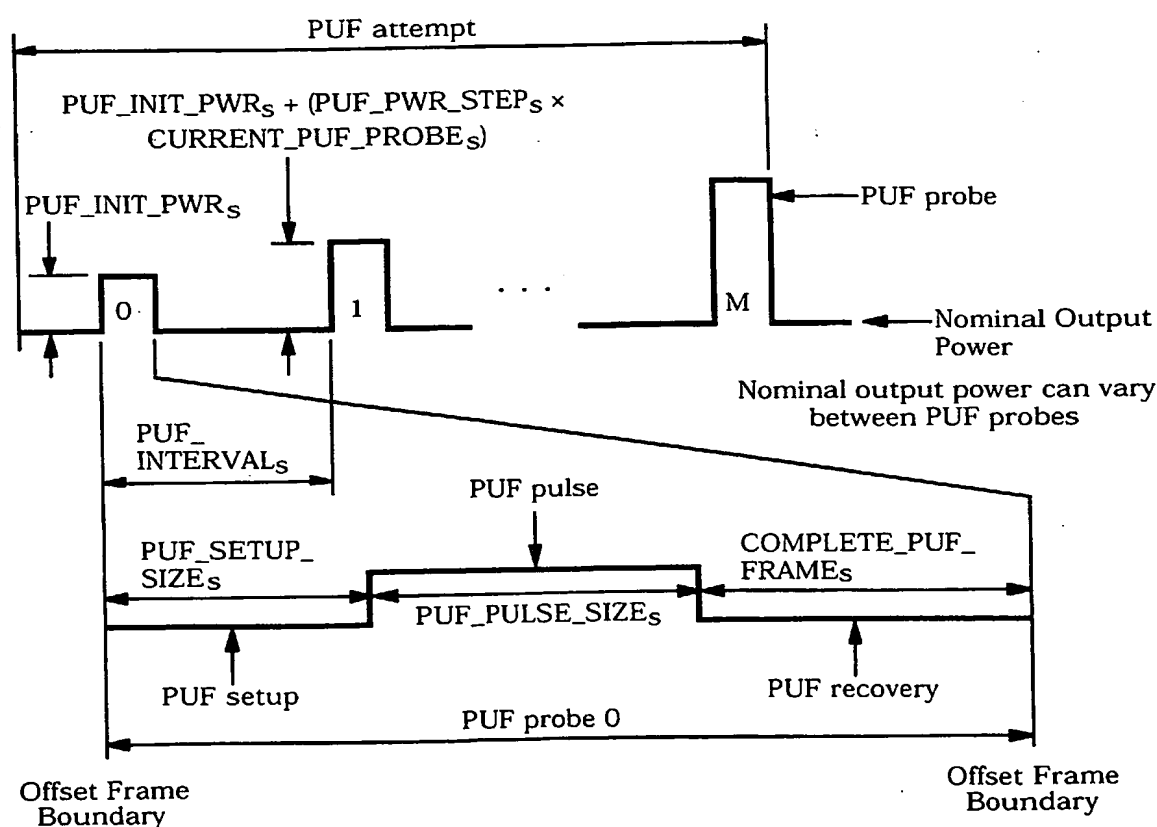 PUF attempt
PUF_INIT_PWRs + (PUF_PWR_STEPs ×
CURRENT_PUF_PROBEs)
PUF_INIT_PWRs
PUF probe
0
1
. . .
M
Nominal Output
Power
Nominal output power can vary
between PUF probes
PUF_
INTERVALs
PUF pulse
PUF_SETUP_
SIZEs
COMPLETE_PUF_
FRAMEs
PUF_PULSE_SIZEs
PUF setup
PUF recovery
PUF probe 0
Offset Frame
Boundary
Offset Frame
Boundary